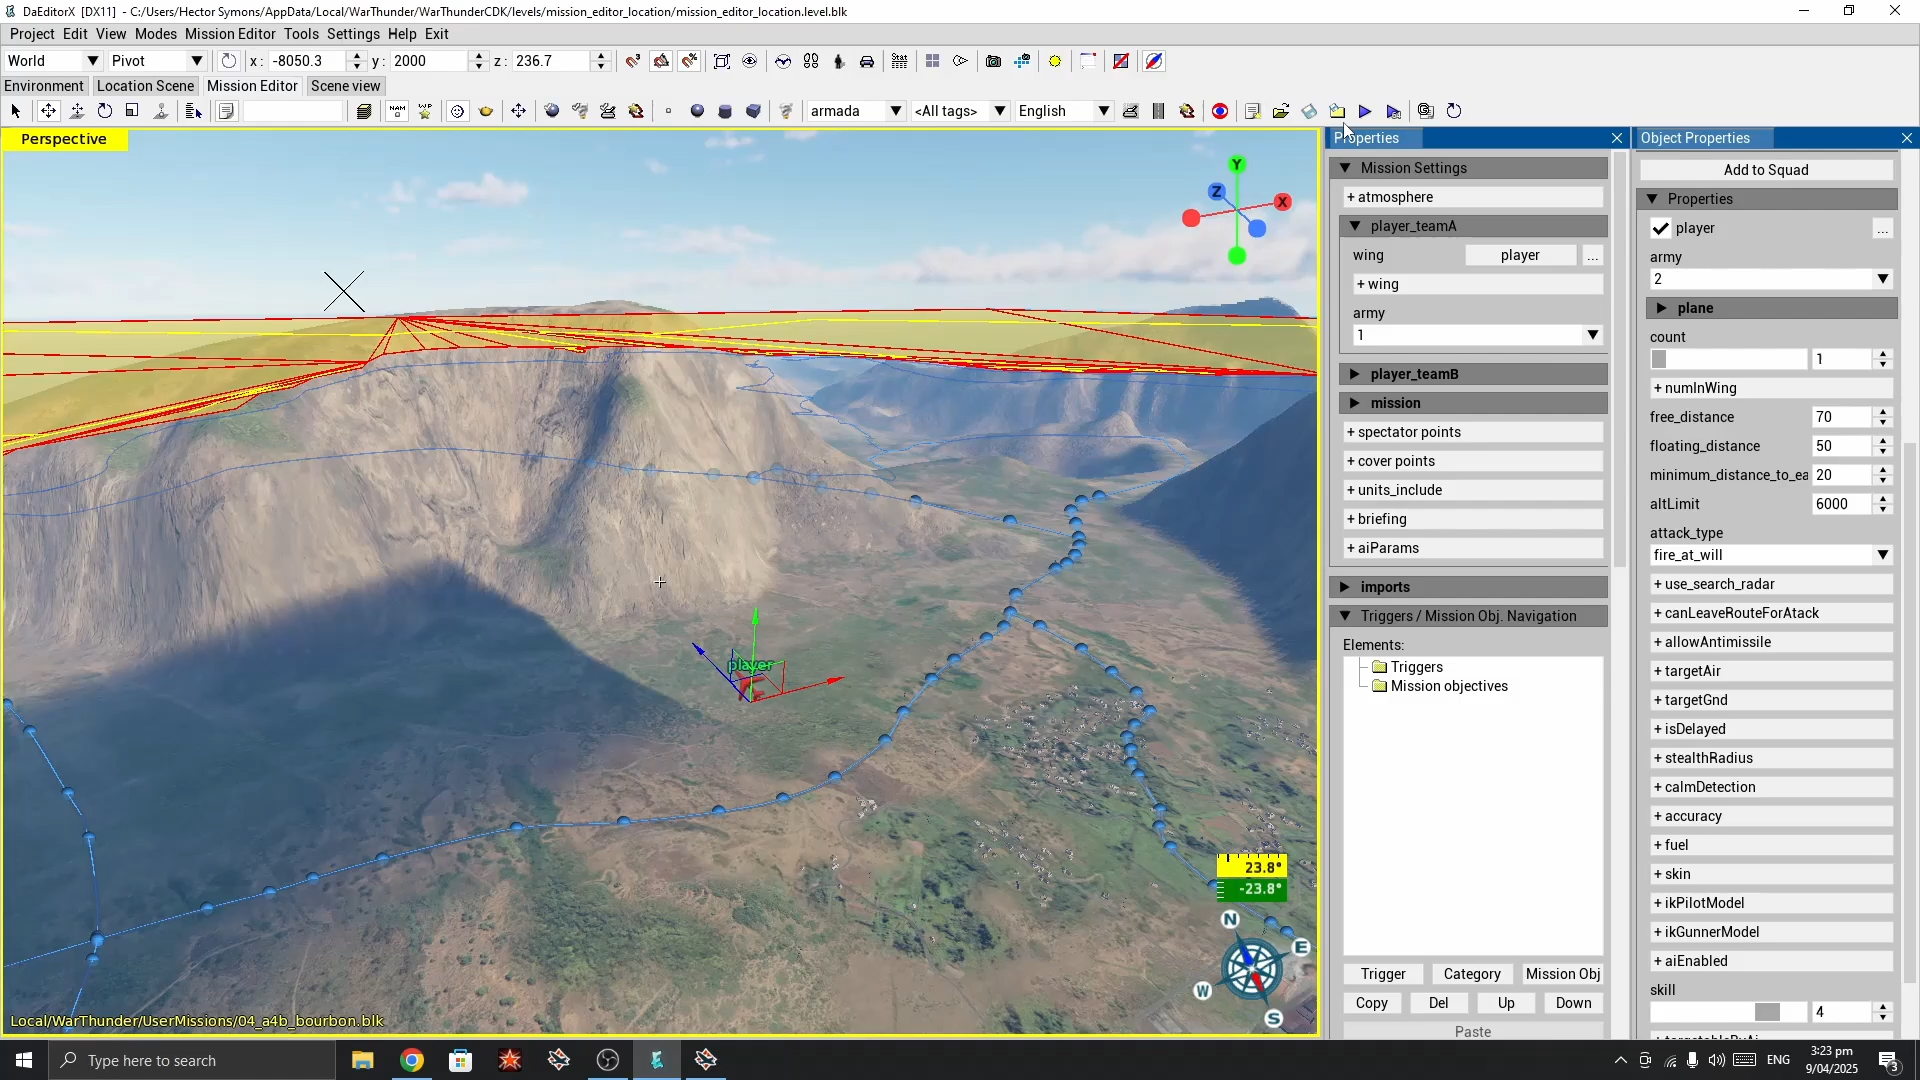 DaEditorX [DX11] - C:/Users/Hector Symons/AppData/Local/WarThunder/WarThunderCDK/levels/mission_editor_location/mission_editor_location.level.blk
Project Edit View Modes Mission Editor Tools Settings Help Exit
World Pivot x : -8050.3 y : 2000 z : 236.7
Stat
Environment Location Scene Mission Editor Scene view
NAM WP armada <All tags> English
Perspective
Properties
Object Properties
Mission Settings
+ atmosphere
player_teamA
wing player ...
+ wing
army
1
player_teamB
mission
+ spectator points
+ cover points
+ units_include
+ briefing
+ aiParams
imports
Triggers / Mission Obj. Navigation
Elements:
Triggers
Mission objectives
Trigger Category Mission Obj
Copy Del Up Down
Paste
Add to Squad
Properties
player ...
army
2
plane
count
1
+ numInWing
free_distance 70
floating_distance 50
minimum_distance_to_ea 20
altLimit 6000
attack_type
fire_at_will
+ use_search_radar
+ canLeaveRouteForAtack
+ allowAntimissile
+ targetAir
+ targetGnd
+ isDelayed
+ stealthRadius
+ calmDetection
+ accuracy
+ fuel
+ skin
+ ikPilotModel
+ ikGunnerModel
+ aiEnabled
skill
4
Y
Z
X
player
23.8°
-23.8°
N
E
W
S
Local/WarThunder/UserMissions/04_a4b_bourbon.blk
Type here to search
ENG
3:23 pm
9/04/2025
3